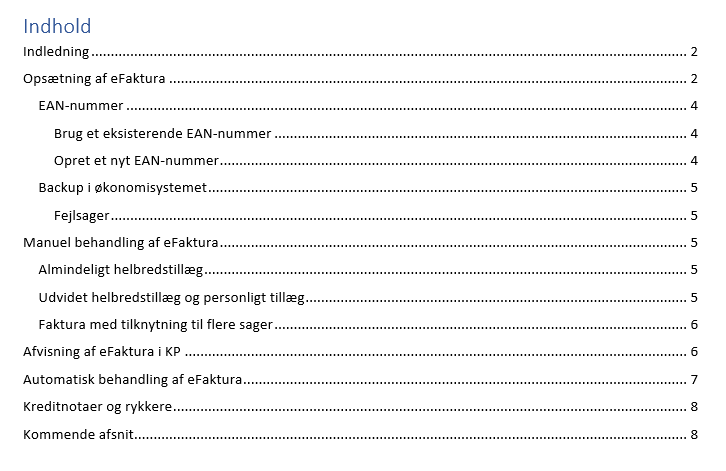 Indhold
Indledning 2
Opsætning af eFaktura 2
EAN-nummer 4
Brug et eksisterende EAN-nummer 4
Opret et nyt EAN-nummer 4
Backup i økonomisystemet 5
Fejlsager 5
Manuel behandling af eFaktura 5
Almindeligt helbredstillæg 5
Udvidet helbredstillæg og personligt tillæg 5
Faktura med tilknytning til flere sager 6
Afvisning af eFaktura i KP 6
Automatisk behandling af eFaktura 7
Kreditnotaer og rykkere 8
Kommende afsnit 8